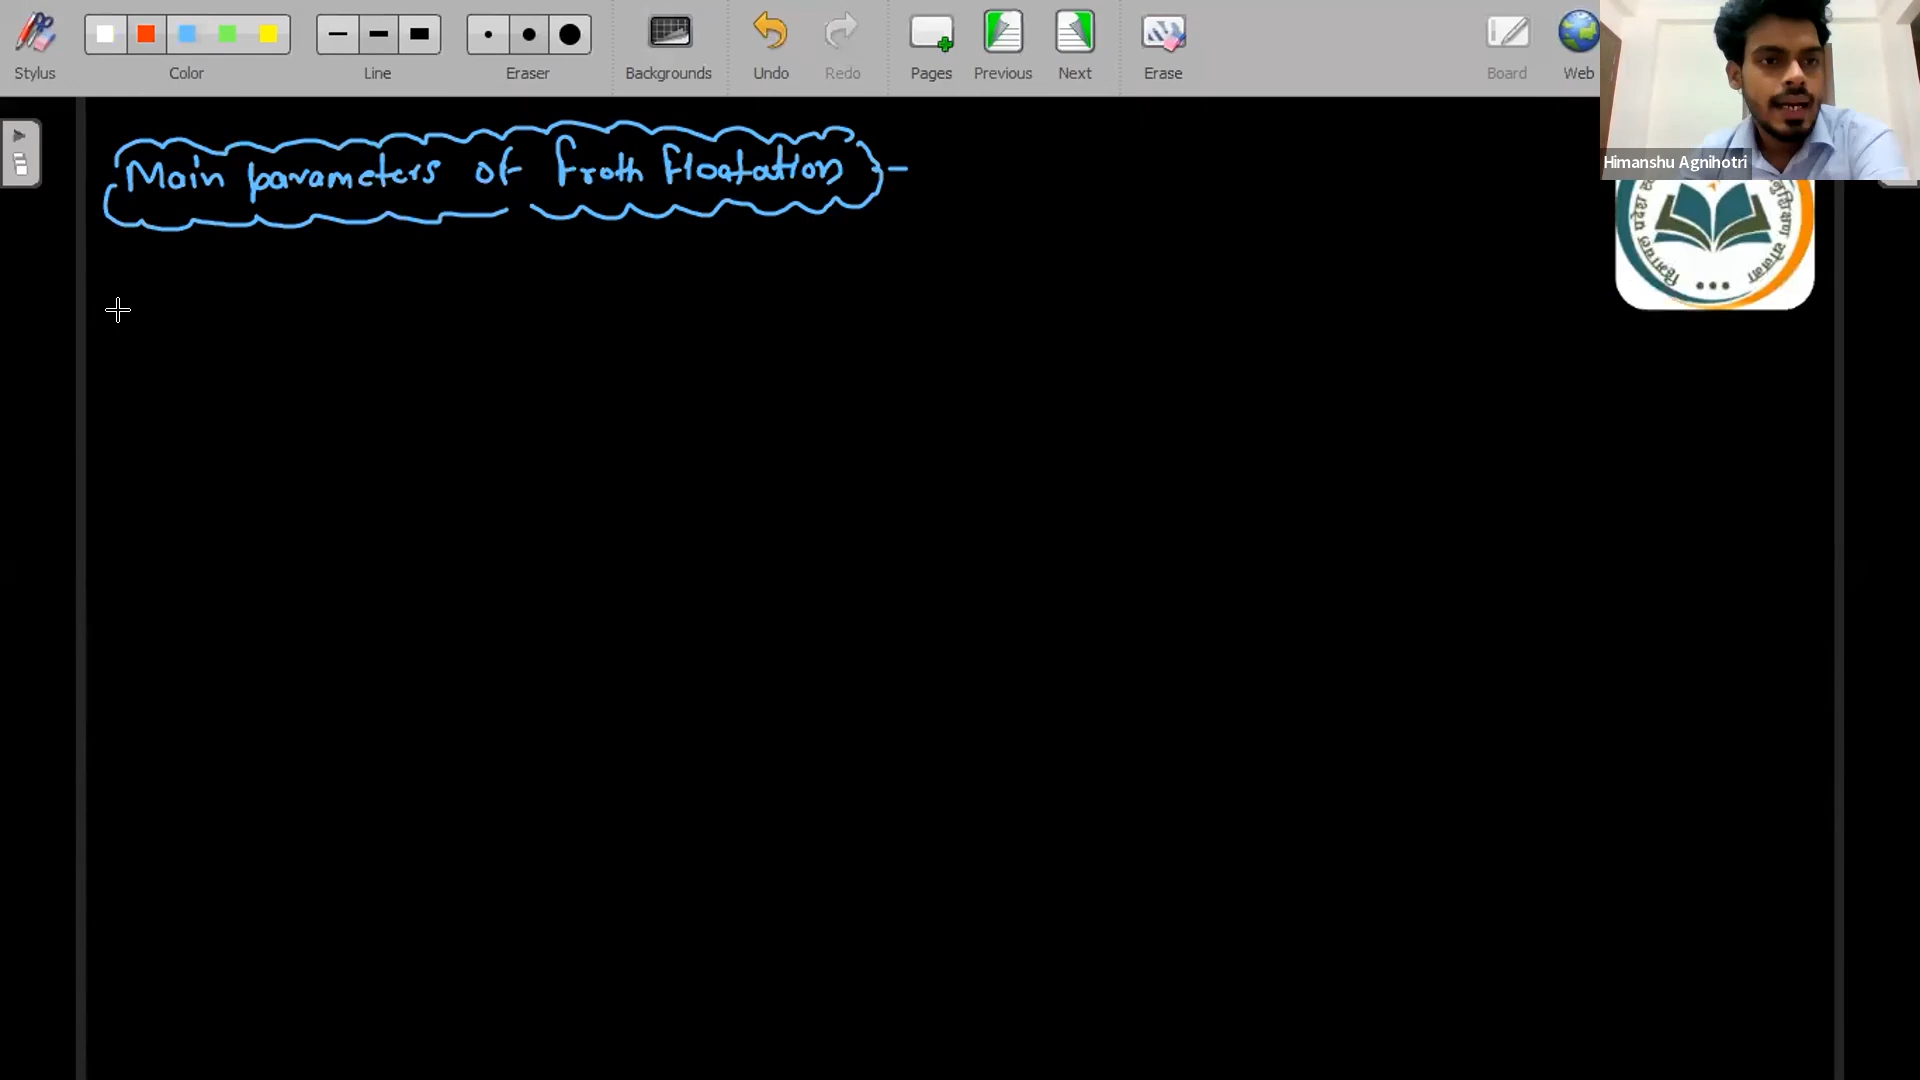 Stylus
Color
Line
Eraser
Backgrounds
Undo
Redo
Pages
Previous
Next
Erase
Board
Web
Himanshu Agnihotri
Main parameters of froth floatation -